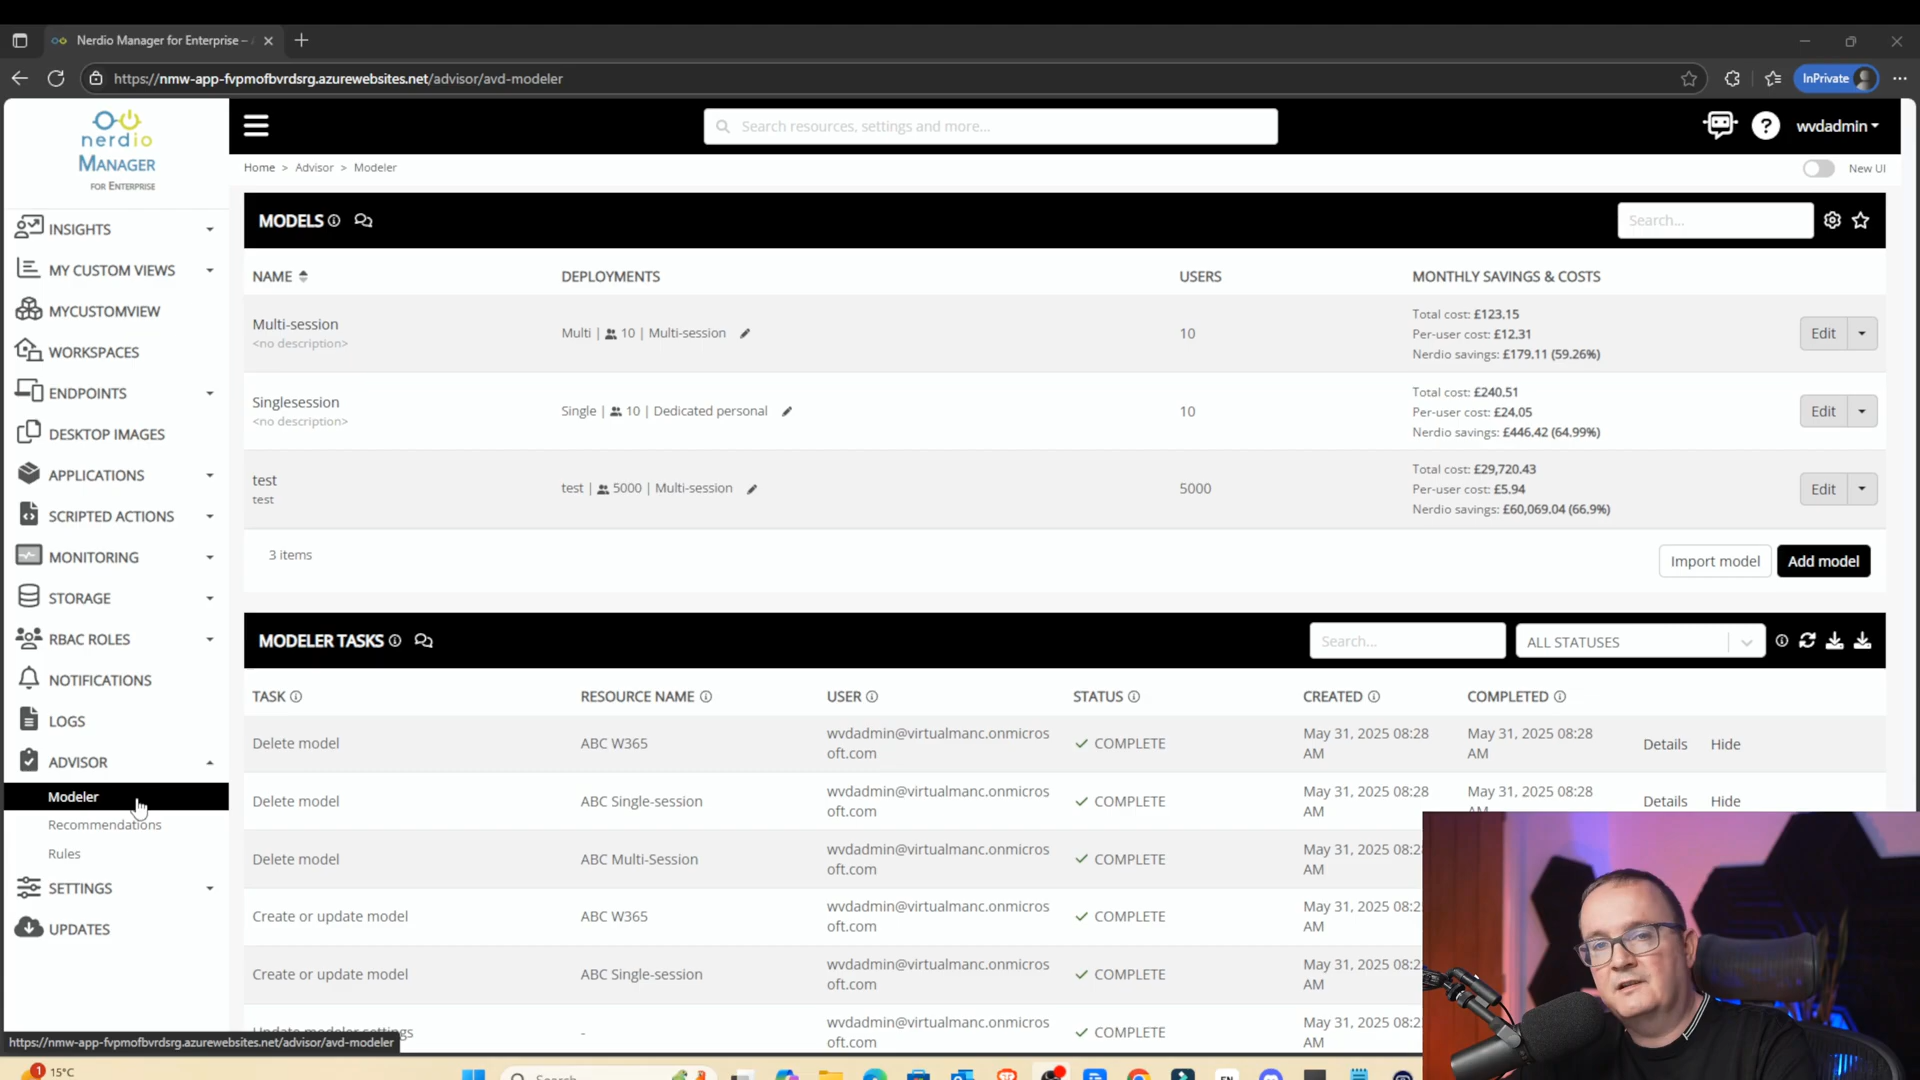 Nerdio Manager for Enterprise –
https://nmw-app-fvpmofbvrdsrg.azurewebsites.net/advisor/avd-modeler
InPrivate
nerdio
MANAGER
FOR ENTERPRISE
Search resources, settings and more...
?
wvdadmin
Home > Advisor > Modeler
New UI
INSIGHTS
MY CUSTOM VIEWS
MYCUSTOMVIEW
WORKSPACES
ENDPOINTS
DESKTOP IMAGES
APPLICATIONS
SCRIPTED ACTIONS
MONITORING
STORAGE
RBAC ROLES
NOTIFICATIONS
LOGS
ADVISOR
Modeler
Recommendations
Rules
SETTINGS
UPDATES
MODELS
Search...
NAME DEPLOYMENTS USERS MONTHLY SAVINGS & COSTS
Multi-session
<no description>
Multi | 10 | Multi-session
10
Total cost: £123.15
Per-user cost: £12.31
Nerdio savings: £179.11 (59.26%)
Edit
Singlesession
<no description>
Single | 10 | Dedicated personal
10
Total cost: £240.51
Per-user cost: £24.05
Nerdio savings: £446.42 (64.99%)
Edit
test
test
test | 5000 | Multi-session
5000
Total cost: £29,720.43
Per-user cost: £5.94
Nerdio savings: £60,069.04 (66.9%)
Edit
3 items
Import model
Add model
MODELER TASKS
Search...
ALL STATUSES
TASK RESOURCE NAME USER STATUS CREATED COMPLETED
Delete model
ABC W365
wvdadmin@virtualmanc.onmicros
oft.com
COMPLETE
May 31, 2025 08:28
AM
May 31, 2025 08:28
AM
Details Hide
Delete model
ABC Single-session
wvdadmin@virtualmanc.onmicros
oft.com
COMPLETE
May 31, 2025 08:28
AM
May 31, 2025 08:28
AM
Details Hide
Delete model
ABC Multi-Session
wvdadmin@virtualmanc.onmicros
oft.com
COMPLETE
May 31, 2025 08:2
AM
Create or update model
ABC W365
wvdadmin@virtualmanc.onmicros
oft.com
COMPLETE
May 31, 2025 08:2
AM
Create or update model
ABC Single-session
wvdadmin@virtualmanc.onmicros
oft.com
COMPLETE
May 31, 2025 08:2
AM
Update modeler settings
-
wvdadmin@virtualmanc.onmicros
oft.com
COMPLETE
May 31, 2025 08:2
AM
https://nmw-app-fvpmofbvrdsrg.azurewebsites.net/advisor/avd-modeler
1
15°C
Search
EN